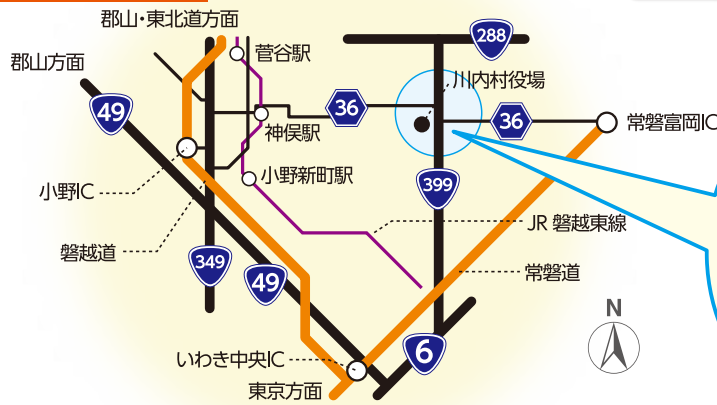 郡山・東北道方面
菅谷駅
288
郡山方面
49
川内村役場
36
36
常磐富岡IC
神俣駅
小野IC
小野新町駅
399
JR 磐越東線
磐越道
349
49
常磐道
N
6
いわき中央IC
東京方面